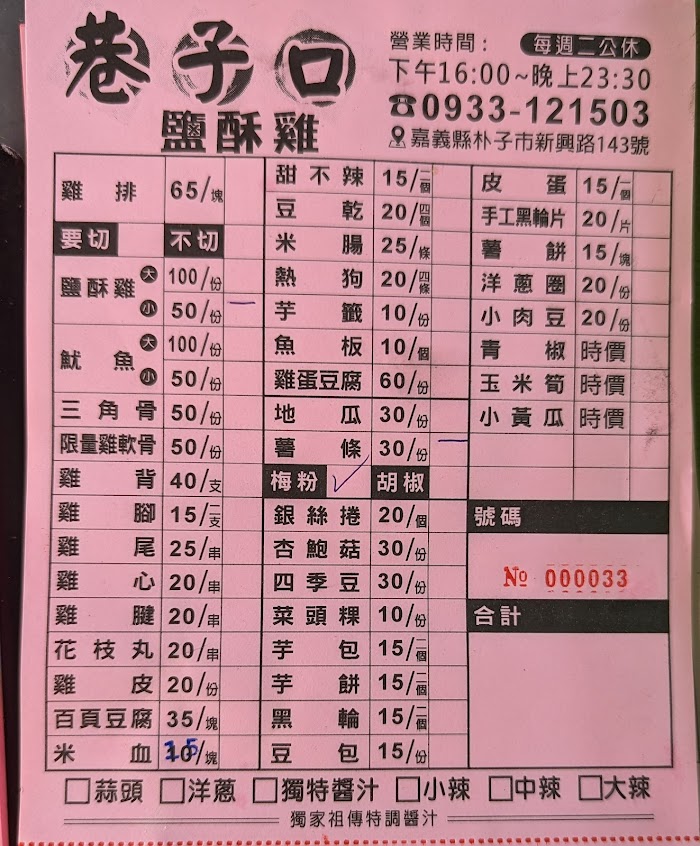 巷子口
鹽酥雞
營業時間： 每週二公休
下午16:00~晚上23:30
☎0933-121503
嘉義縣朴子市新興路143號
雞排 65/塊
要切 不切
鹽酥雞 大 100/份
小 50/份 一
魷魚 大 100/份
小 50/份
三角骨 50/份
限量雞軟骨 50/份
雞背 40/支
雞腳 15/二支
雞尾 25/串
雞心 20/串
雞腱 20/串
花枝丸 20/串
雞皮 20/份
百頁豆腐 35/塊
米血 15/塊
甜不辣 15/二個
豆乾 20/四個
米腸 25/條
熱狗 20/四條
芋籤 10/份
魚板 10/個
雞蛋豆腐 60/份
地瓜 30/份
薯條 30/份 一
梅粉 ✓ 胡椒
銀絲捲 20/個
杏鮑菇 30/份
四季豆 30/份
菜頭粿 10/份
芋包 15/二個
芋餅 15/二個
黑輪 15/二個
豆包 15/份
皮蛋 15/一個
手工黑輪片 20/片
薯餅 15/塊
洋蔥圈 20/份
小肉豆 20/份
青椒 時價
玉米筍 時價
小黃瓜 時價
號碼
№ 000033
合計
□蒜頭 □洋蔥 □獨特醬汁 □小辣 □中辣 □大辣
獨家祖傳特調醬汁